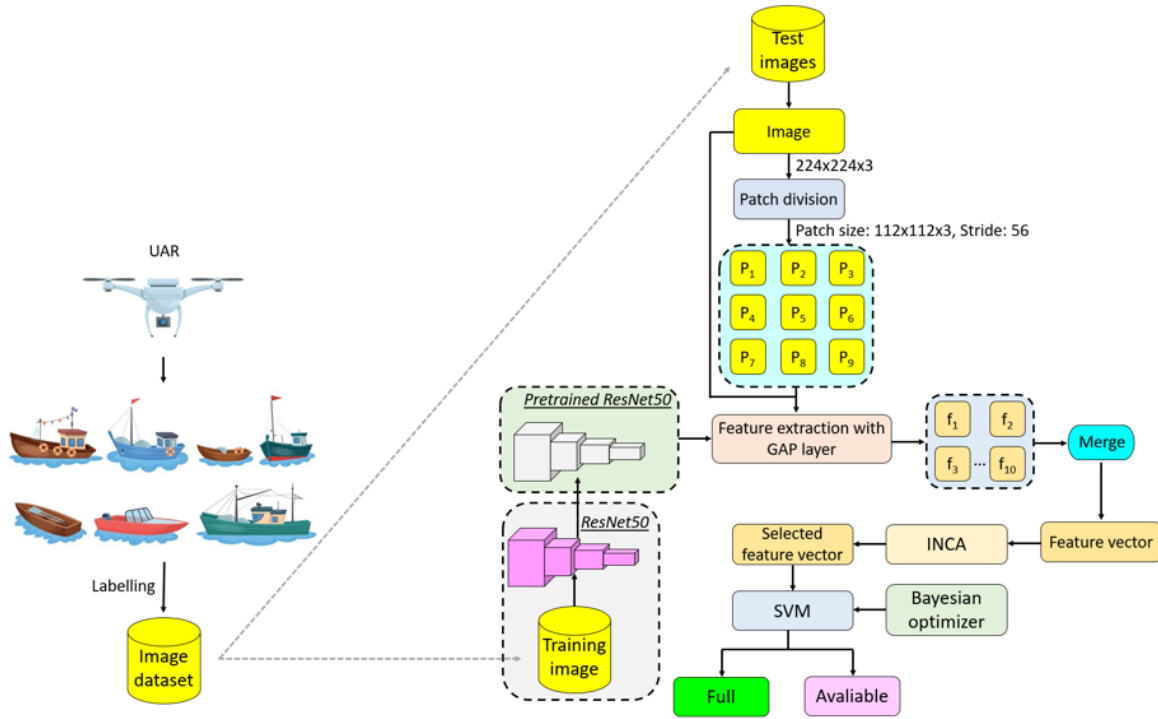 Test
images
Image
224x224x3
Patch division
Patch size: 112x112x3, Stride: 56
P1 P2 P3
P4 P5 P6
P7 P8 P9
UAR
Labelling
Image
dataset
Pretrained ResNet50
ResNet50
Training
image
Feature extraction with
GAP layer
f1 f2
f3 ... f10
Merge
Feature vector
INCA
Selected
feature vector
SVM
Bayesian
optimizer
Full
Avaliable